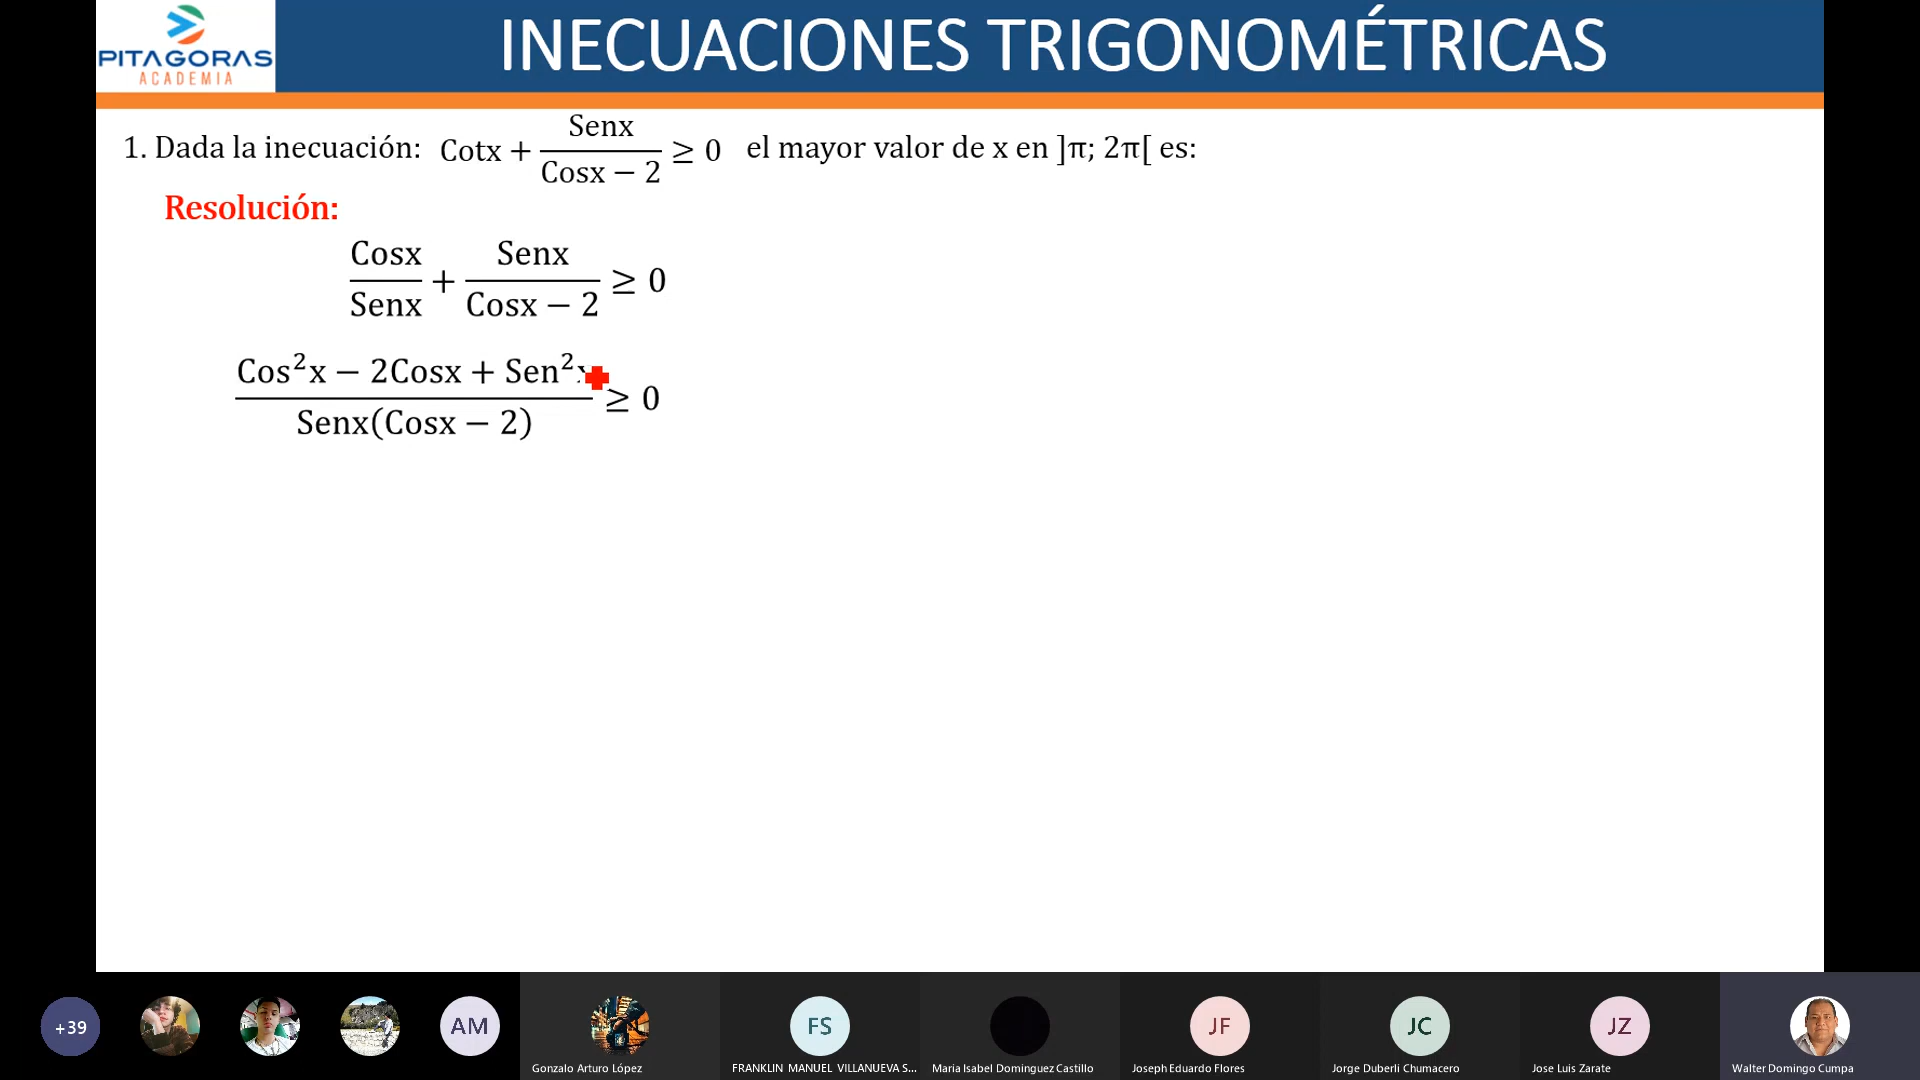 PITAGORAS
ACADEMIA
INECUACIONES TRIGONOMÉTRICAS
1. Dada la inecuación: Cotx + Senx / (Cosx − 2) ≥ 0 el mayor valor de x en ]π; 2π[ es:
Resolución:
Cosx / Senx + Senx / (Cosx − 2) ≥ 0
(Cos²x − 2Cosx + Sen²x) / (Senx(Cosx − 2)) ≥ 0
+39
AM
FS
JF
JC
JZ
Gonzalo Arturo López
FRANKLIN MANUEL VILLANUEVA S...
Maria Isabel Dominguez Castillo
Joseph Eduardo Flores
Jorge Duberli Chumacero
Jose Luis Zarate
Walter Domingo Cumpa